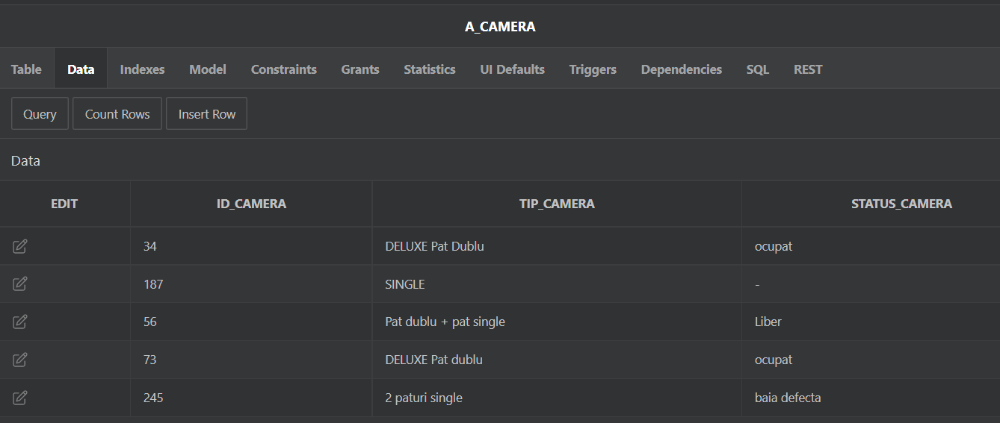 A_CAMERA
Table Data Indexes Model Constraints Grants Statistics UI Defaults Triggers Dependencies SQL REST
Query Count Rows Insert Row
Data
EDIT ID_CAMERA TIP_CAMERA STATUS_CAMERA
34 DELUXE Pat Dublu ocupat
187 SINGLE -
56 Pat dublu + pat single Liber
73 DELUXE Pat dublu ocupat
245 2 paturi single baia defecta